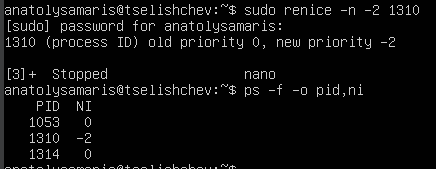 anatolysamaris@tselishchev:~$ sudo renice -n -2 1310
[sudo] password for anatolysamaris:
1310 (process ID) old priority 0, new priority -2
[3]+  Stopped                 nano
anatolysamaris@tselishchev:~$ ps -f -o pid,ni
    PID  NI
   1053   0
   1310  -2
   1314   0
anatolysamaris@tselishchev:~$